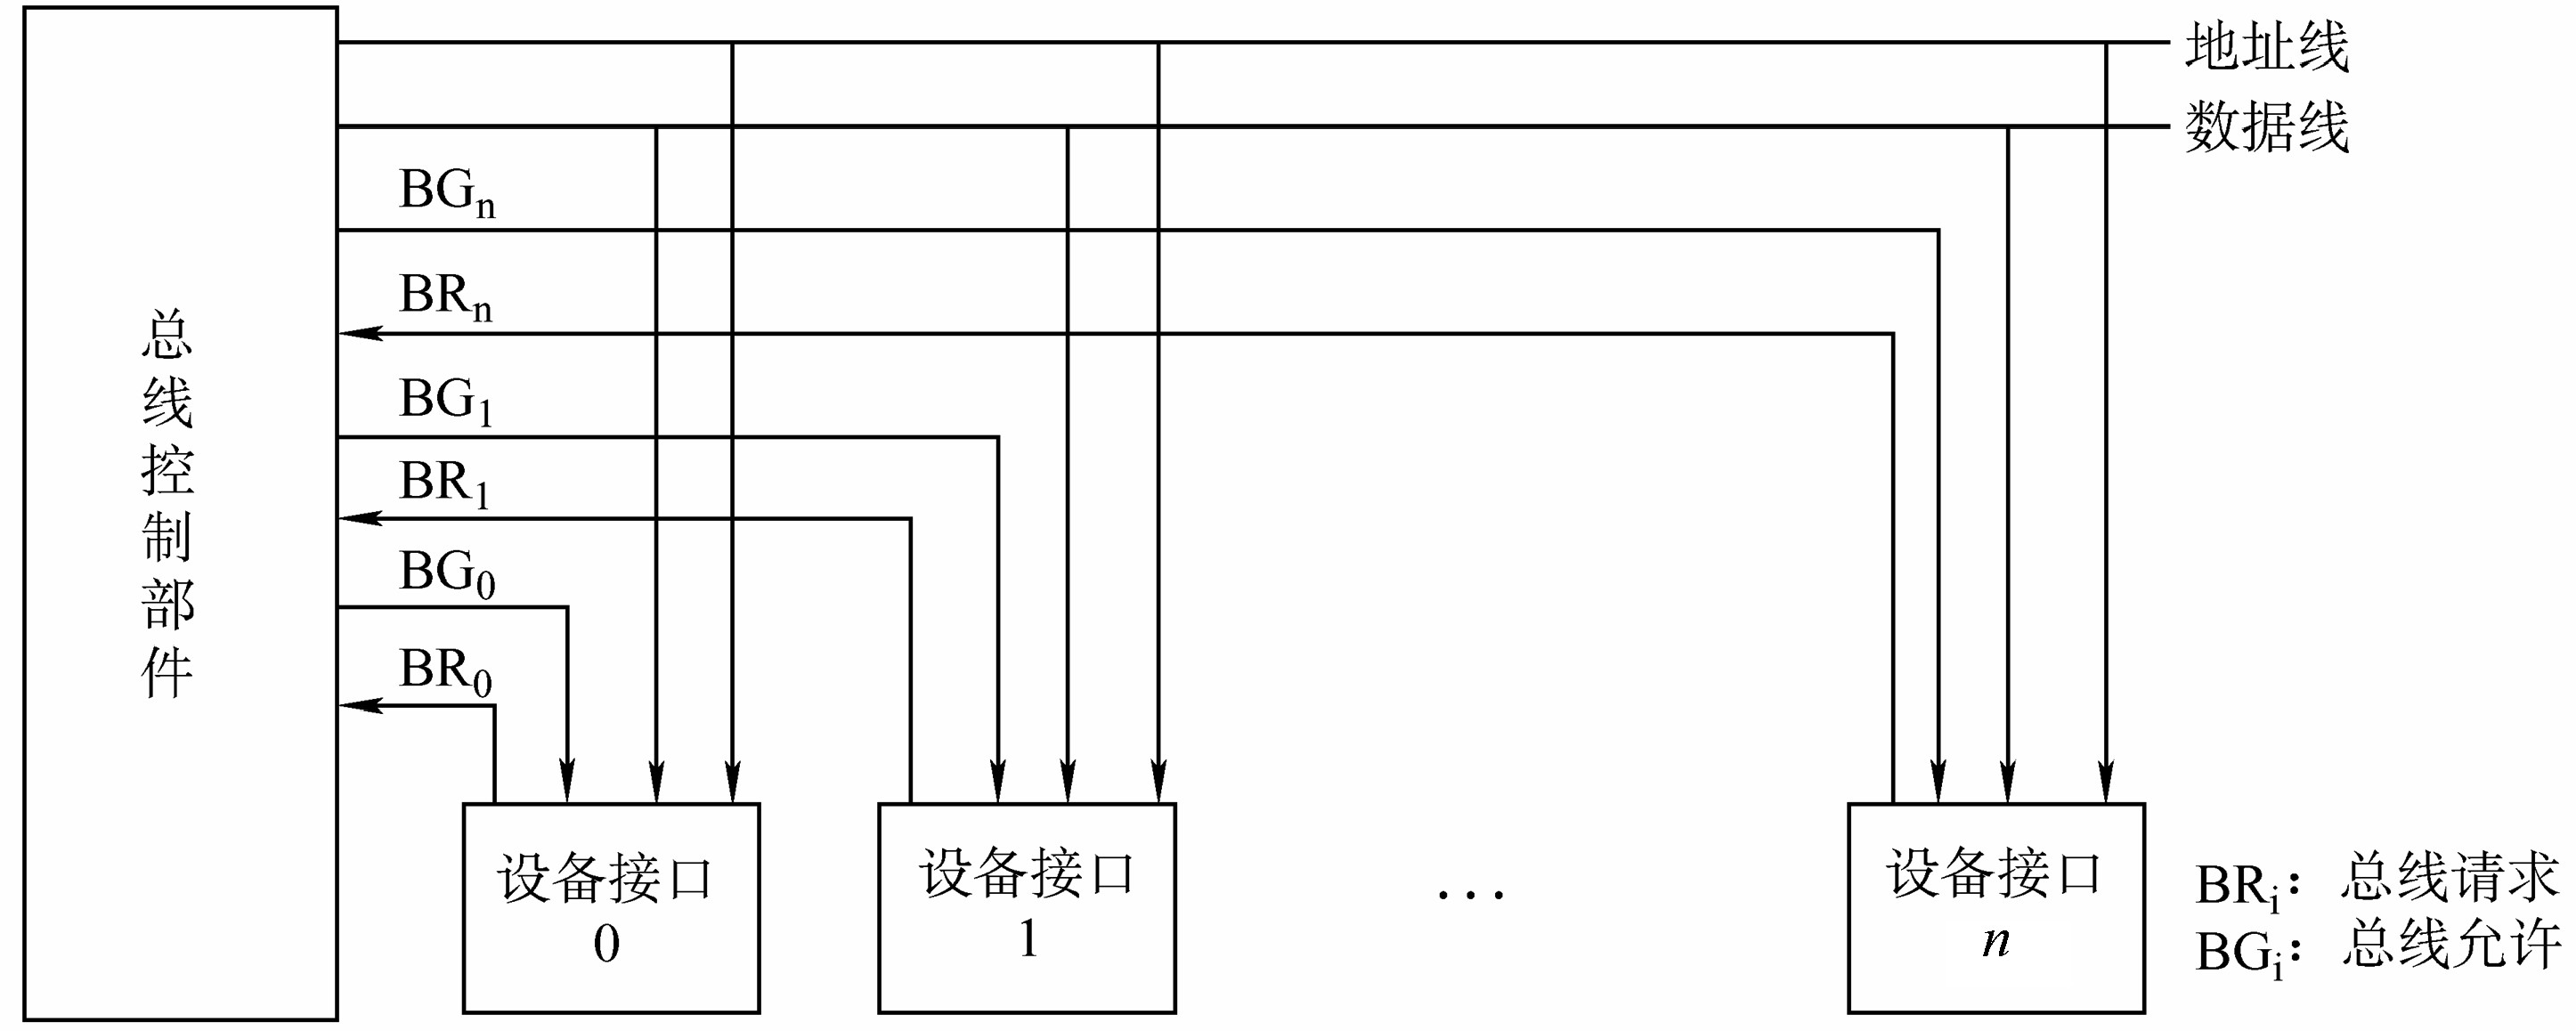 地址线
数据线
BGn
BRn
BG1
BR1
BG0
BR0
总线控制部件
设备接口
0
设备接口
1
…
设备接口
n
BRi：总线请求
BGi：总线允许